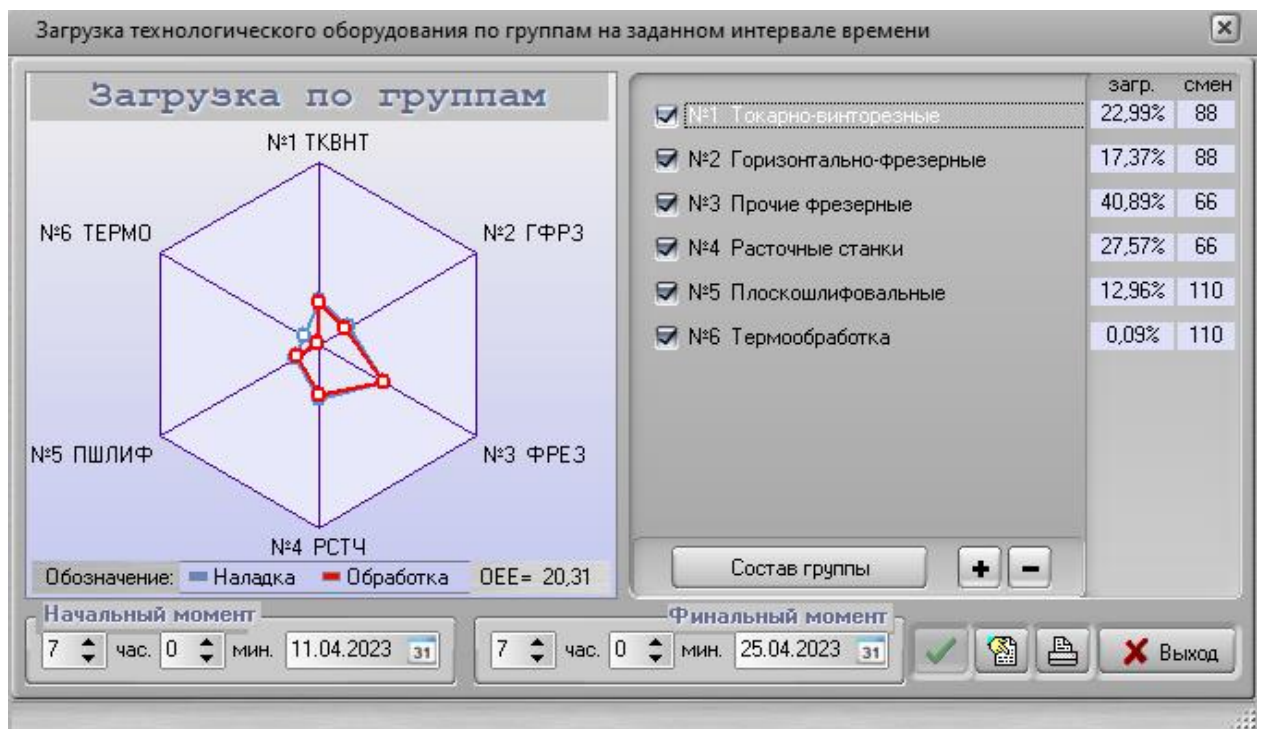 Загрузка технологического оборудования по группам на заданном интервале времени
Загрузка по группам
№1 ТКВНТ
№6 ТЕРМО
№2 ГФРЗ
№5 ПШЛИФ
№3 ФРЕЗ
№4 РСТЧ
Обозначение: Наладка Обработка OEE= 20,31
загр. смен
№1 Токарно-винторезные 22,99% 88
№2 Горизонтально-фрезерные 17,37% 88
№3 Прочие фрезерные 40,89% 66
№4 Расточные станки 27,57% 66
№5 Плоскошлифовальные 12,96% 110
№6 Термообработка 0,09% 110
Состав группы + −
Начальный момент
7 час. 0 мин. 11.04.2023 31
Финальный момент
7 час. 0 мин. 25.04.2023 31
Выход